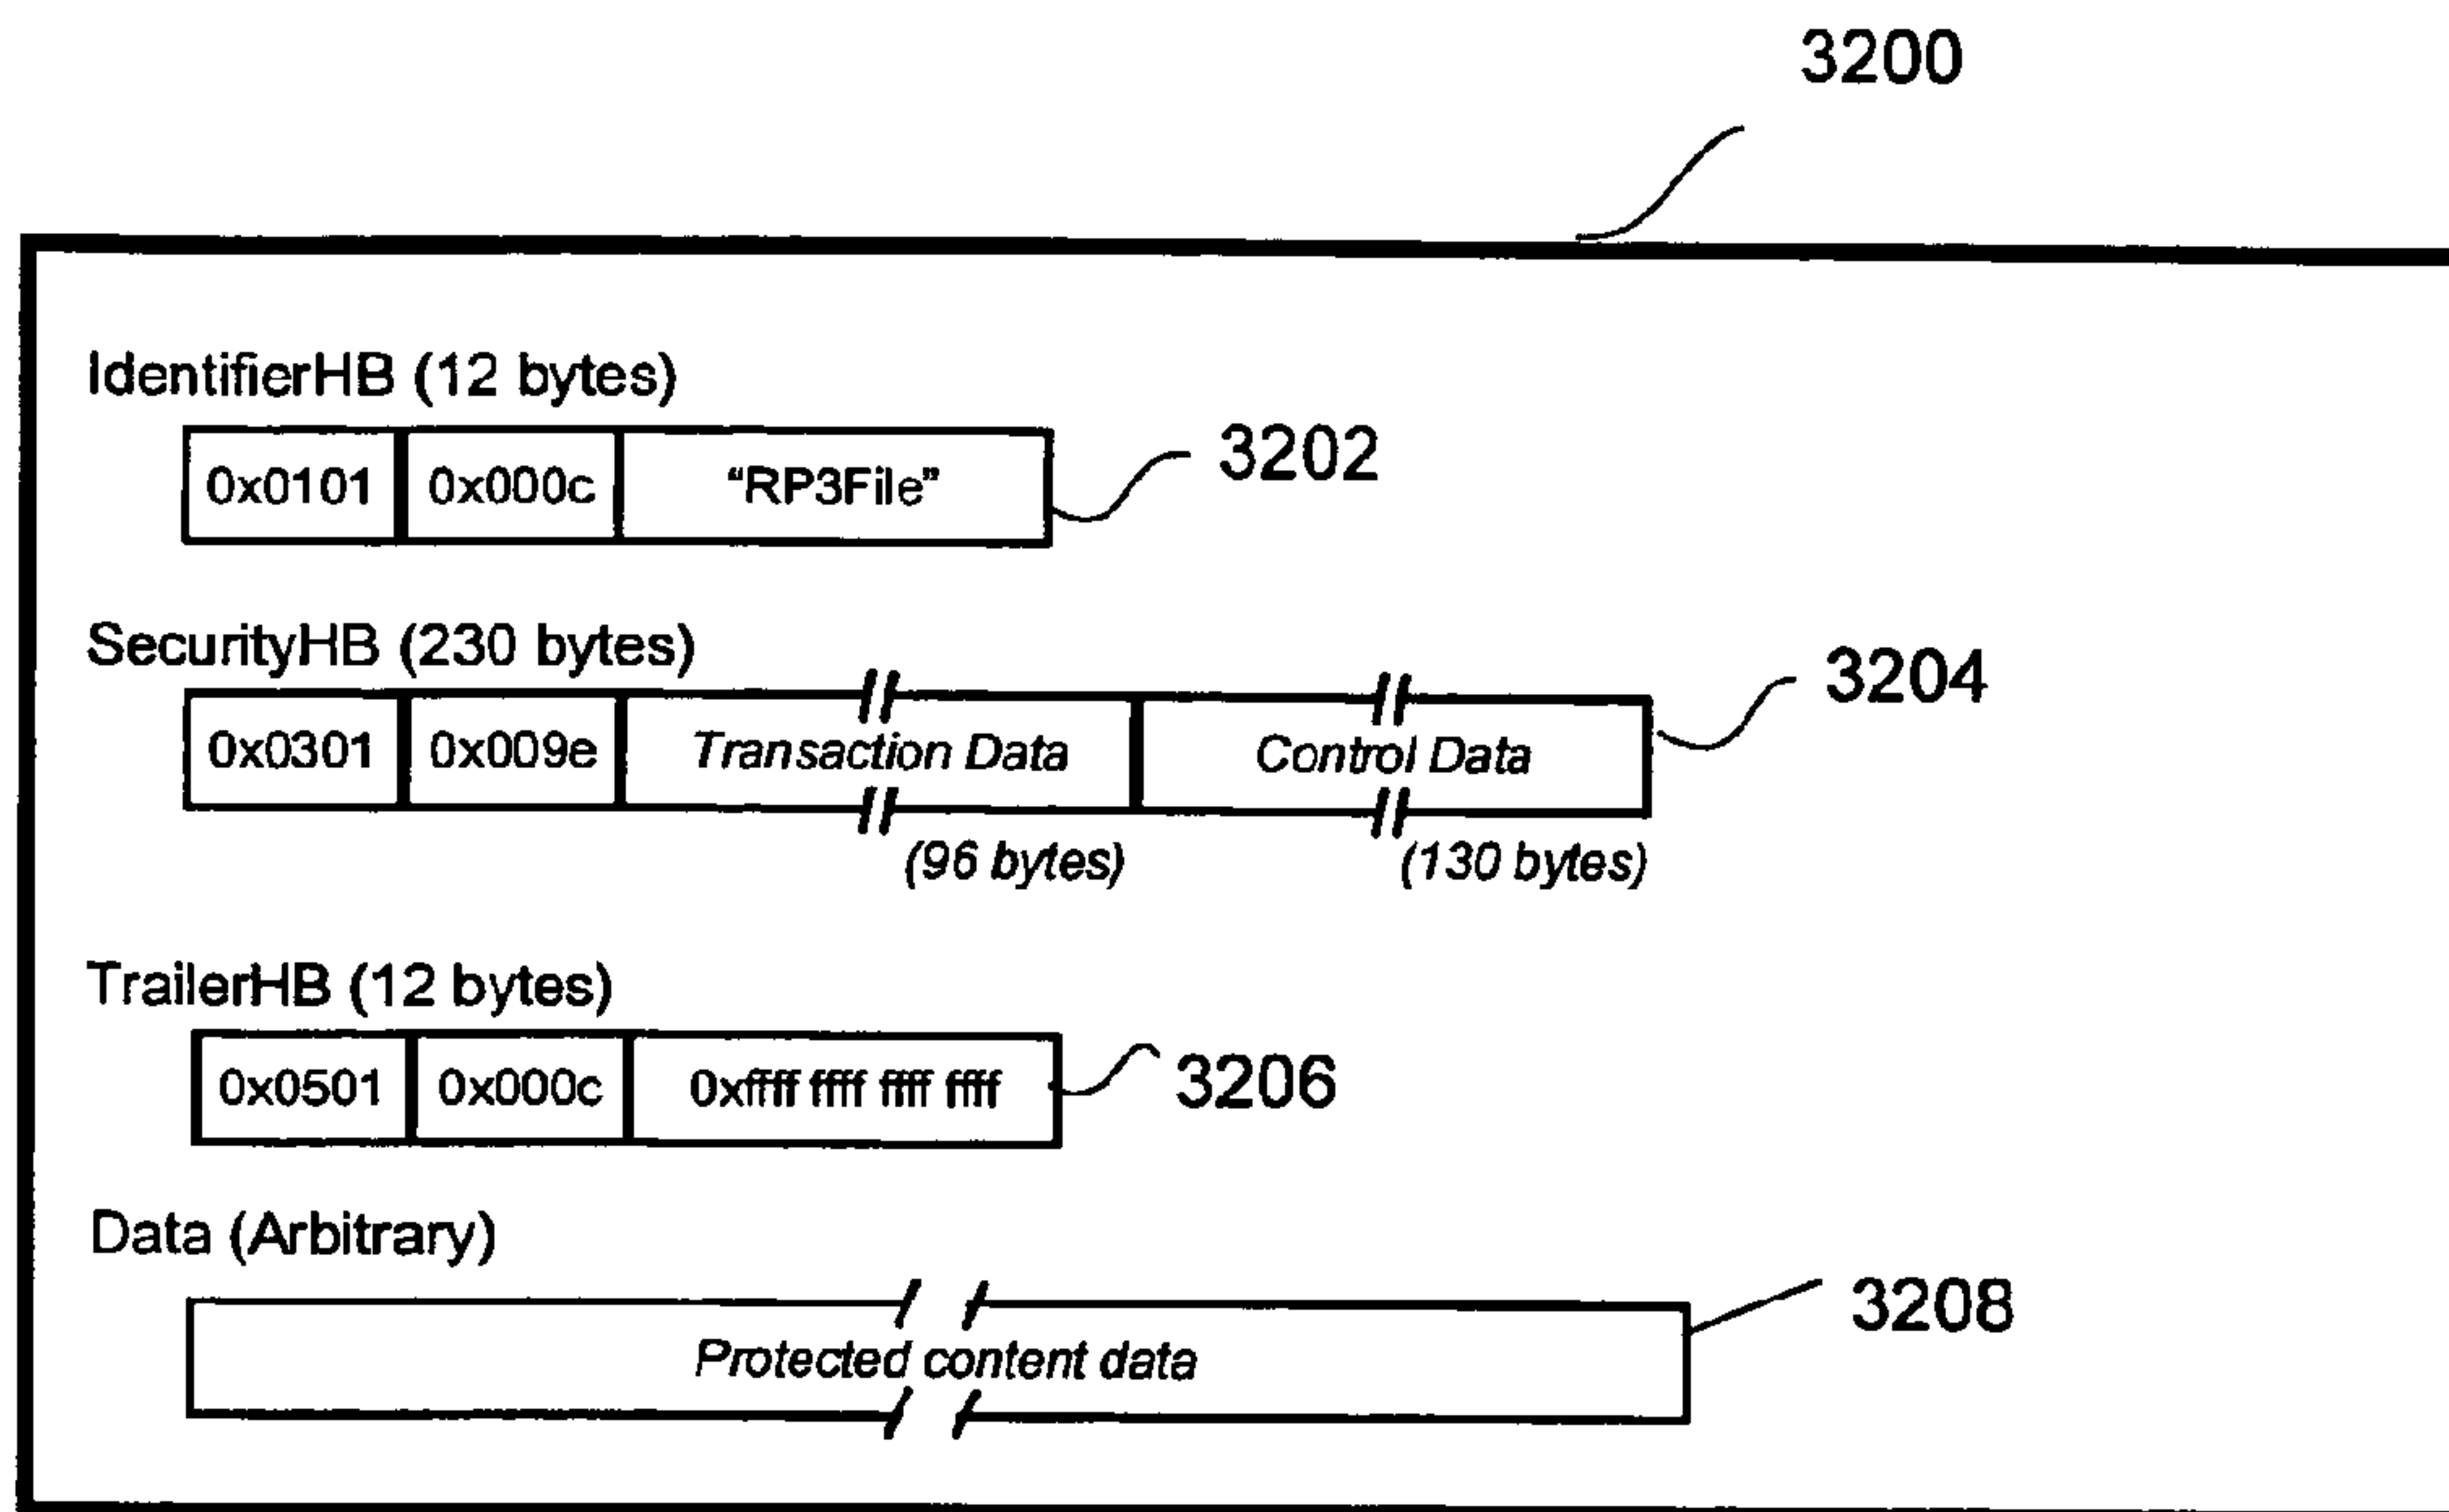 3200
IdentifierHB (12 bytes)
0x0101 0x000c "RP3File" 3202
SecurityHB (230 bytes)
0x0301 0x009e Transaction Data Control Data 3204
(96 bytes) (130 bytes)
TrailerHB (12 bytes)
0x0501 0x000c 0xffff ffff ffff ffff 3206
Data (Arbitrary)
Protected content data 3208